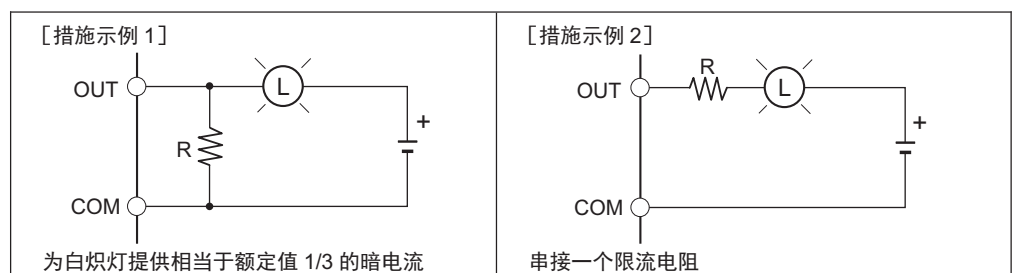 ［措施示例 1］
OUT
L
+
R
COM
为白炽灯提供相当于额定值 1/3 的暗电流
［措施示例 2］
R
OUT
L
+
COM
串接一个限流电阻